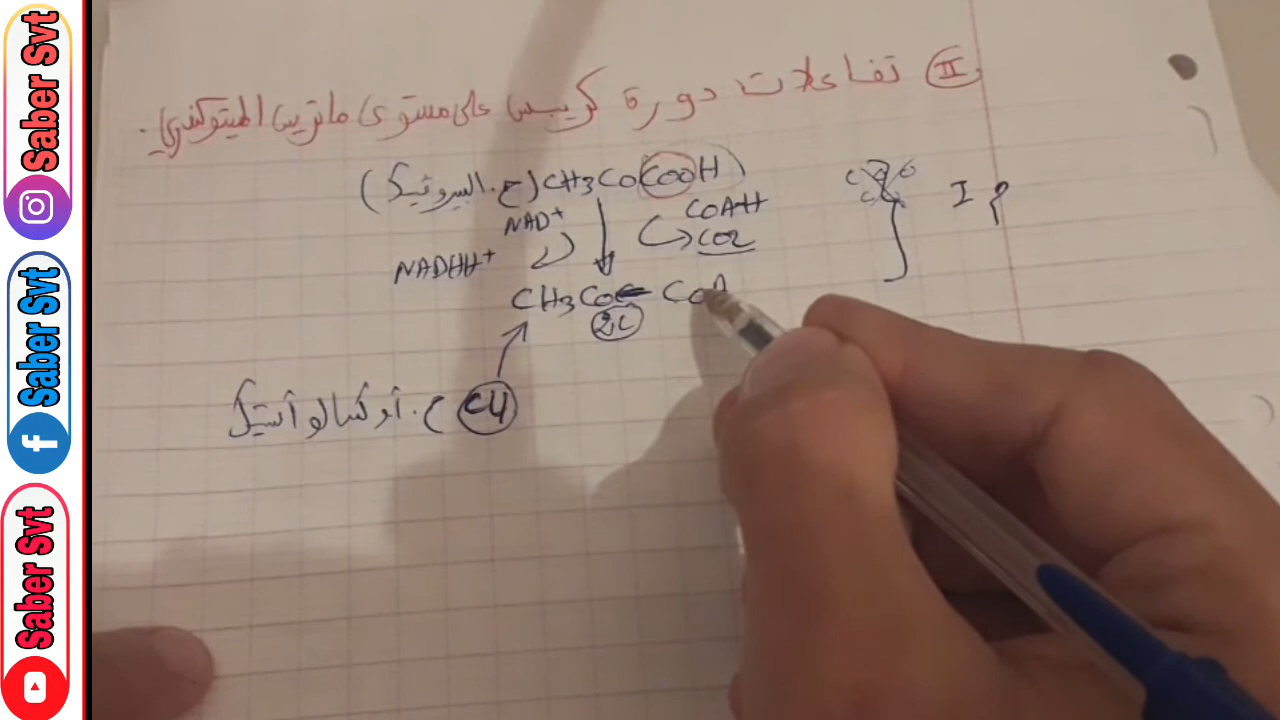 II تفاعلات دورة كريبس على مستوى ماتريس الميتوكندري.
CH3COCOOH (ح. البيروفيك)
NAD+ COAH
NADHH+ CO2
CH3CO CoA
2C
C4 ح. أوكسالوأستيك
I
Saber Svt
Saber Svt
Saber Svt